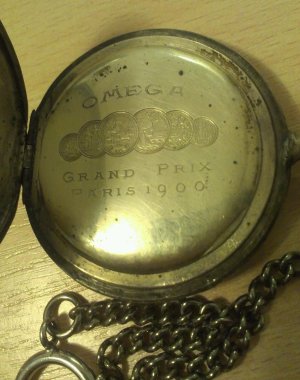 OMEGA
GRAND PRIX
PARIS 1900